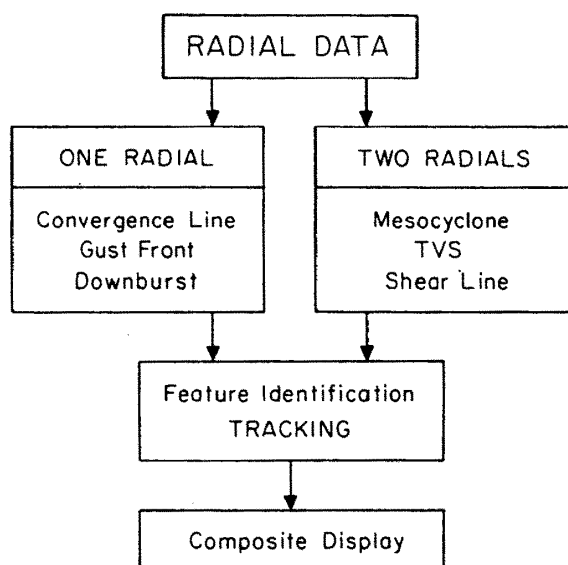 RADIAL DATA
ONE RADIAL
Convergence Line
Gust Front
Downburst
TWO RADIALS
Mesocyclone
TVS
Shear Line
Feature Identification
TRACKING
Composite Display